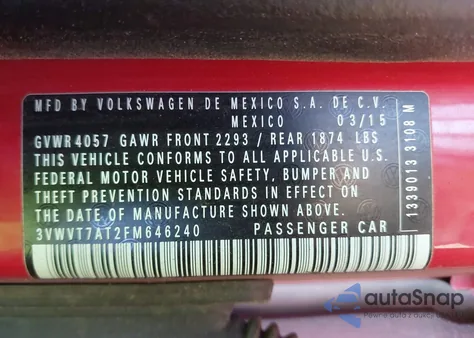 MFD BY VOLKSWAGEN DE MEXICO S.A. DE C.V.
MEXICO 03/15
GVWR 4057 GAWR FRONT 2293 / REAR 1874 LBS
THIS VEHICLE CONFORMS TO ALL APPLICABLE U.S.
FEDERAL MOTOR VEHICLE SAFETY, BUMPER AND
THEFT PREVENTION STANDARDS IN EFFECT ON
THE DATE OF MANUFACTURE SHOWN ABOVE.
3VWVT7AT2FM646240 PASSENGER CAR
1339013 3108 M
autoSnap